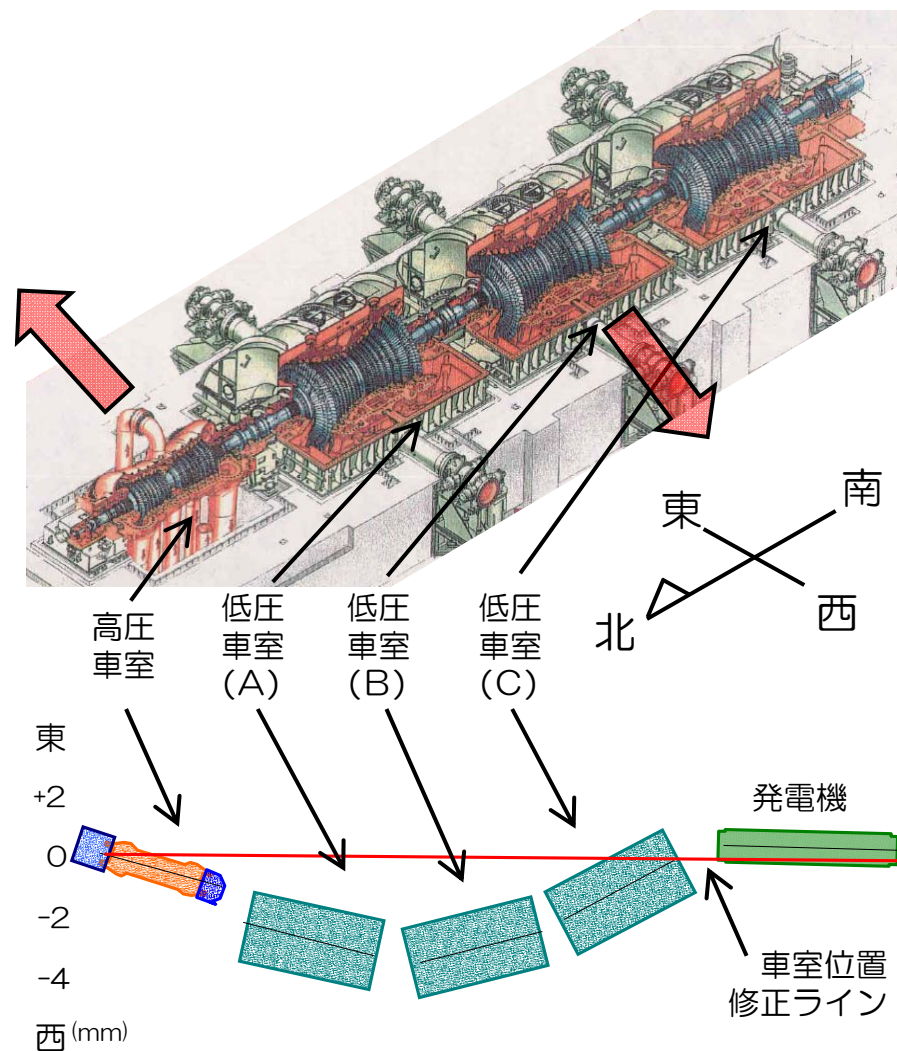 東
南
北
西
高圧
車室
低圧
車室
(A)
低圧
車室
(B)
低圧
車室
(C)
東
+2
0
-2
-4
西 (mm)
発電機
車室位置
修正ライン